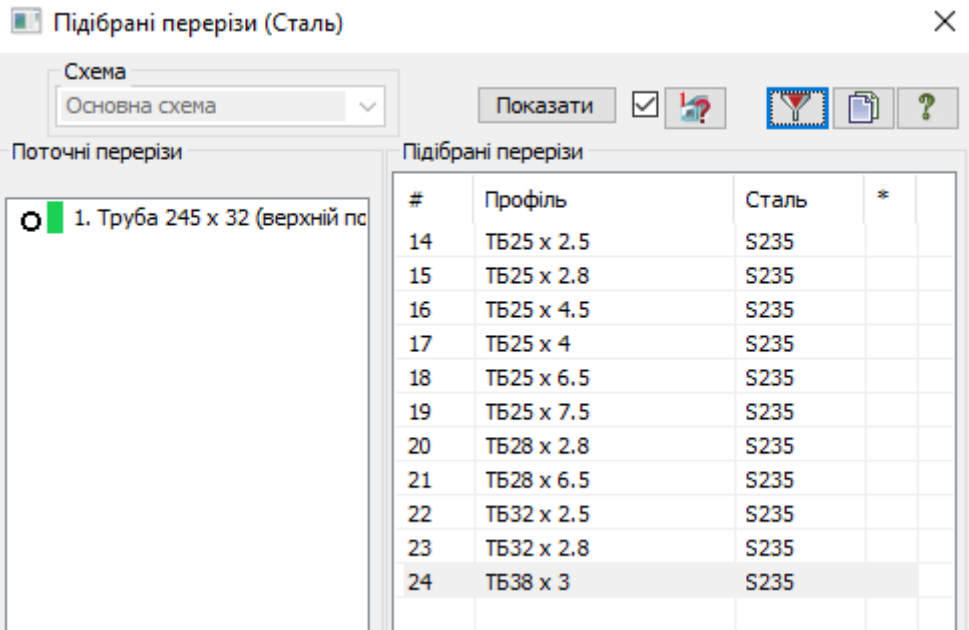 Підібрані перерізи (Сталь)
Схема
Основна схема
Показати
Поточні перерізи
1. Труба 245 x 32 (верхній по
Підібрані перерізи
# Профіль Сталь *
14 ТБ25 x 2.5 S235
15 ТБ25 x 2.8 S235
16 ТБ25 x 4.5 S235
17 ТБ25 x 4 S235
18 ТБ25 x 6.5 S235
19 ТБ25 x 7.5 S235
20 ТБ28 x 2.8 S235
21 ТБ28 x 6.5 S235
22 ТБ32 x 2.5 S235
23 ТБ32 x 2.8 S235
24 ТБ38 x 3 S235